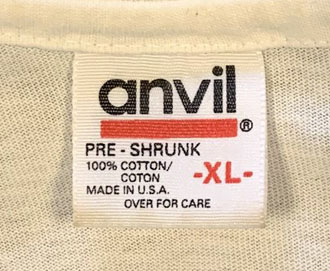 anvil®
PRE - SHRUNK
100% COTTON/
COTON
-XL-
MADE IN U.S.A.
OVER FOR CARE